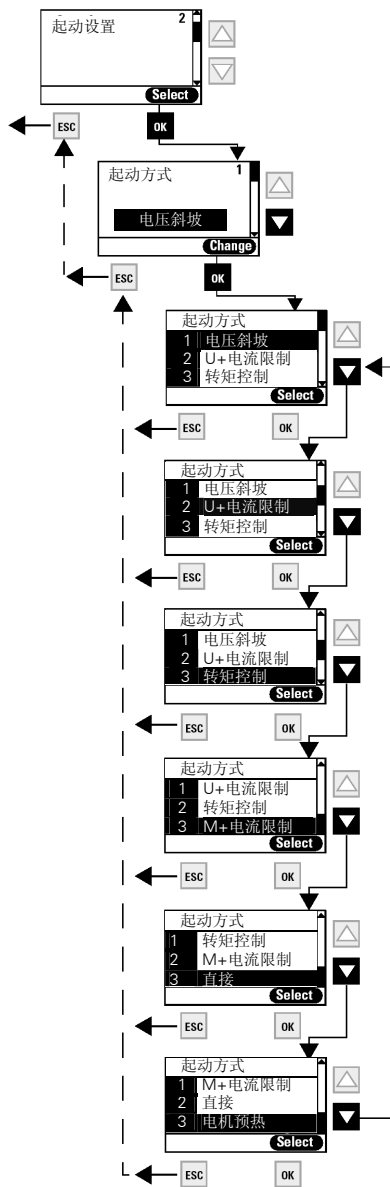 起动设置 2
Select
ESC OK
起动方式 1
电压斜坡
Change
ESC OK
起动方式
1 电压斜坡
2 U+电流限制
3 转矩控制
Select
ESC OK
起动方式
1 电压斜坡
2 U+电流限制
3 转矩控制
Select
ESC OK
起动方式
1 电压斜坡
2 U+电流限制
3 转矩控制
Select
ESC OK
起动方式
1 U+电流限制
2 转矩控制
3 M+电流限制
Select
ESC OK
起动方式
1 转矩控制
2 M+电流限制
3 直接
Select
ESC OK
起动方式
1 M+电流限制
2 直接
3 电机预热
Select
ESC OK